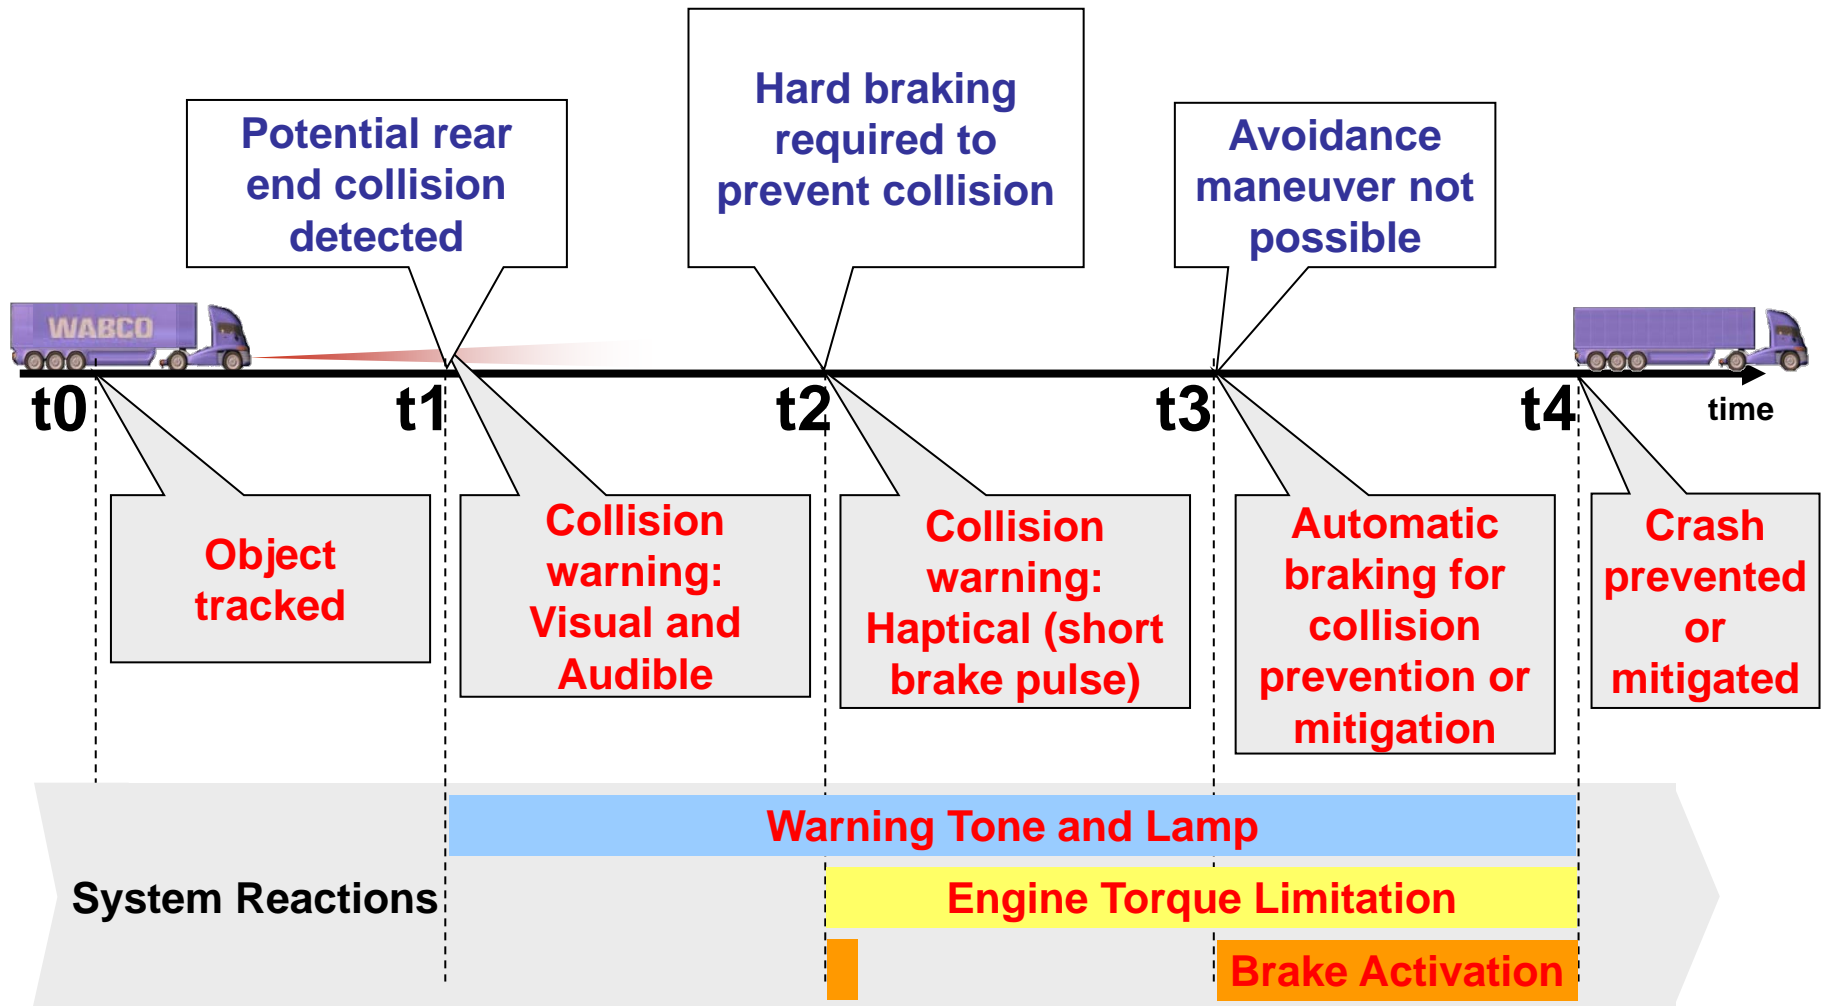 Potential rear
end collision
detected
Hard braking
required to
prevent collision
Avoidance
maneuver not
possible
WABCO
t0
t1
t2
t3
t4
time
Object
tracked
Collision
warning:
Visual and
Audible
Collision
warning:
Haptical (short
brake pulse)
Automatic
braking for
collision
prevention or
mitigation
Crash
prevented
or
mitigated
System Reactions
Warning Tone and Lamp
Engine Torque Limitation
Brake Activation